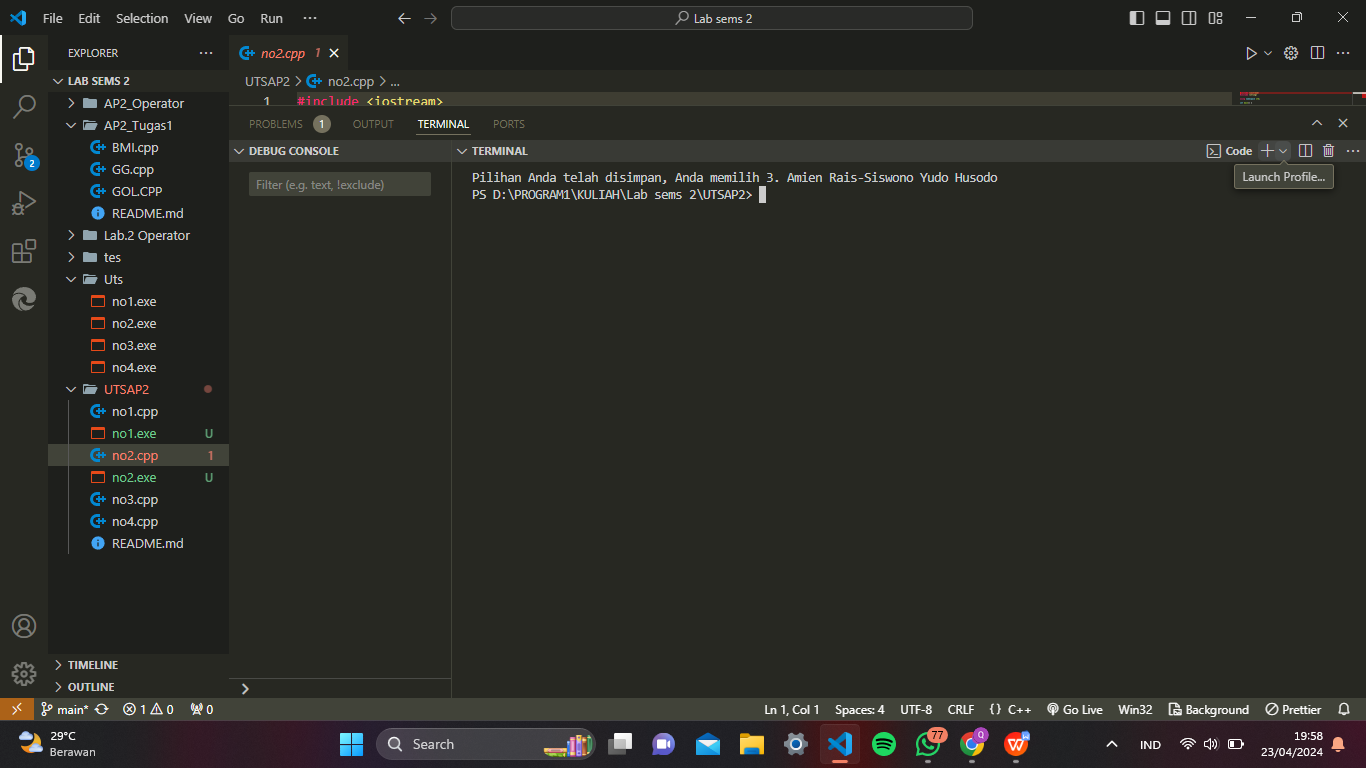 File Edit Selection View Go Run ... Lab sems 2
EXPLORER ...
LAB SEMS 2
AP2_Operator
AP2_Tugas1
BMI.cpp
GG.cpp
GOL.CPP
README.md
Lab.2 Operator
tes
Uts
no1.exe
no2.exe
no3.exe
no4.exe
UTSAP2
no1.cpp
no1.exe U
no2.cpp 1
no2.exe U
no3.cpp
no4.cpp
README.md
TIMELINE
OUTLINE
2
no2.cpp 1
UTSAP2 > no2.cpp > ...
1 #include <iostream>
PROBLEMS 1 OUTPUT TERMINAL PORTS
DEBUG CONSOLE
Filter (e.g. text, !exclude)
TERMINAL
Code
Launch Profile...
Pilihan Anda telah disimpan, Anda memilih 3. Amien Rais-Siswono Yudo Husodo
PS D:\PROGRAM1\KULIAH\Lab sems 2\UTSAP2>
main* 1 0 0 Ln 1, Col 1 Spaces: 4 UTF-8 CRLF {} C++ Go Live Win32 Background Prettier
29°C
Berawan
Search
77
Q
W
IND
19:58
23/04/2024